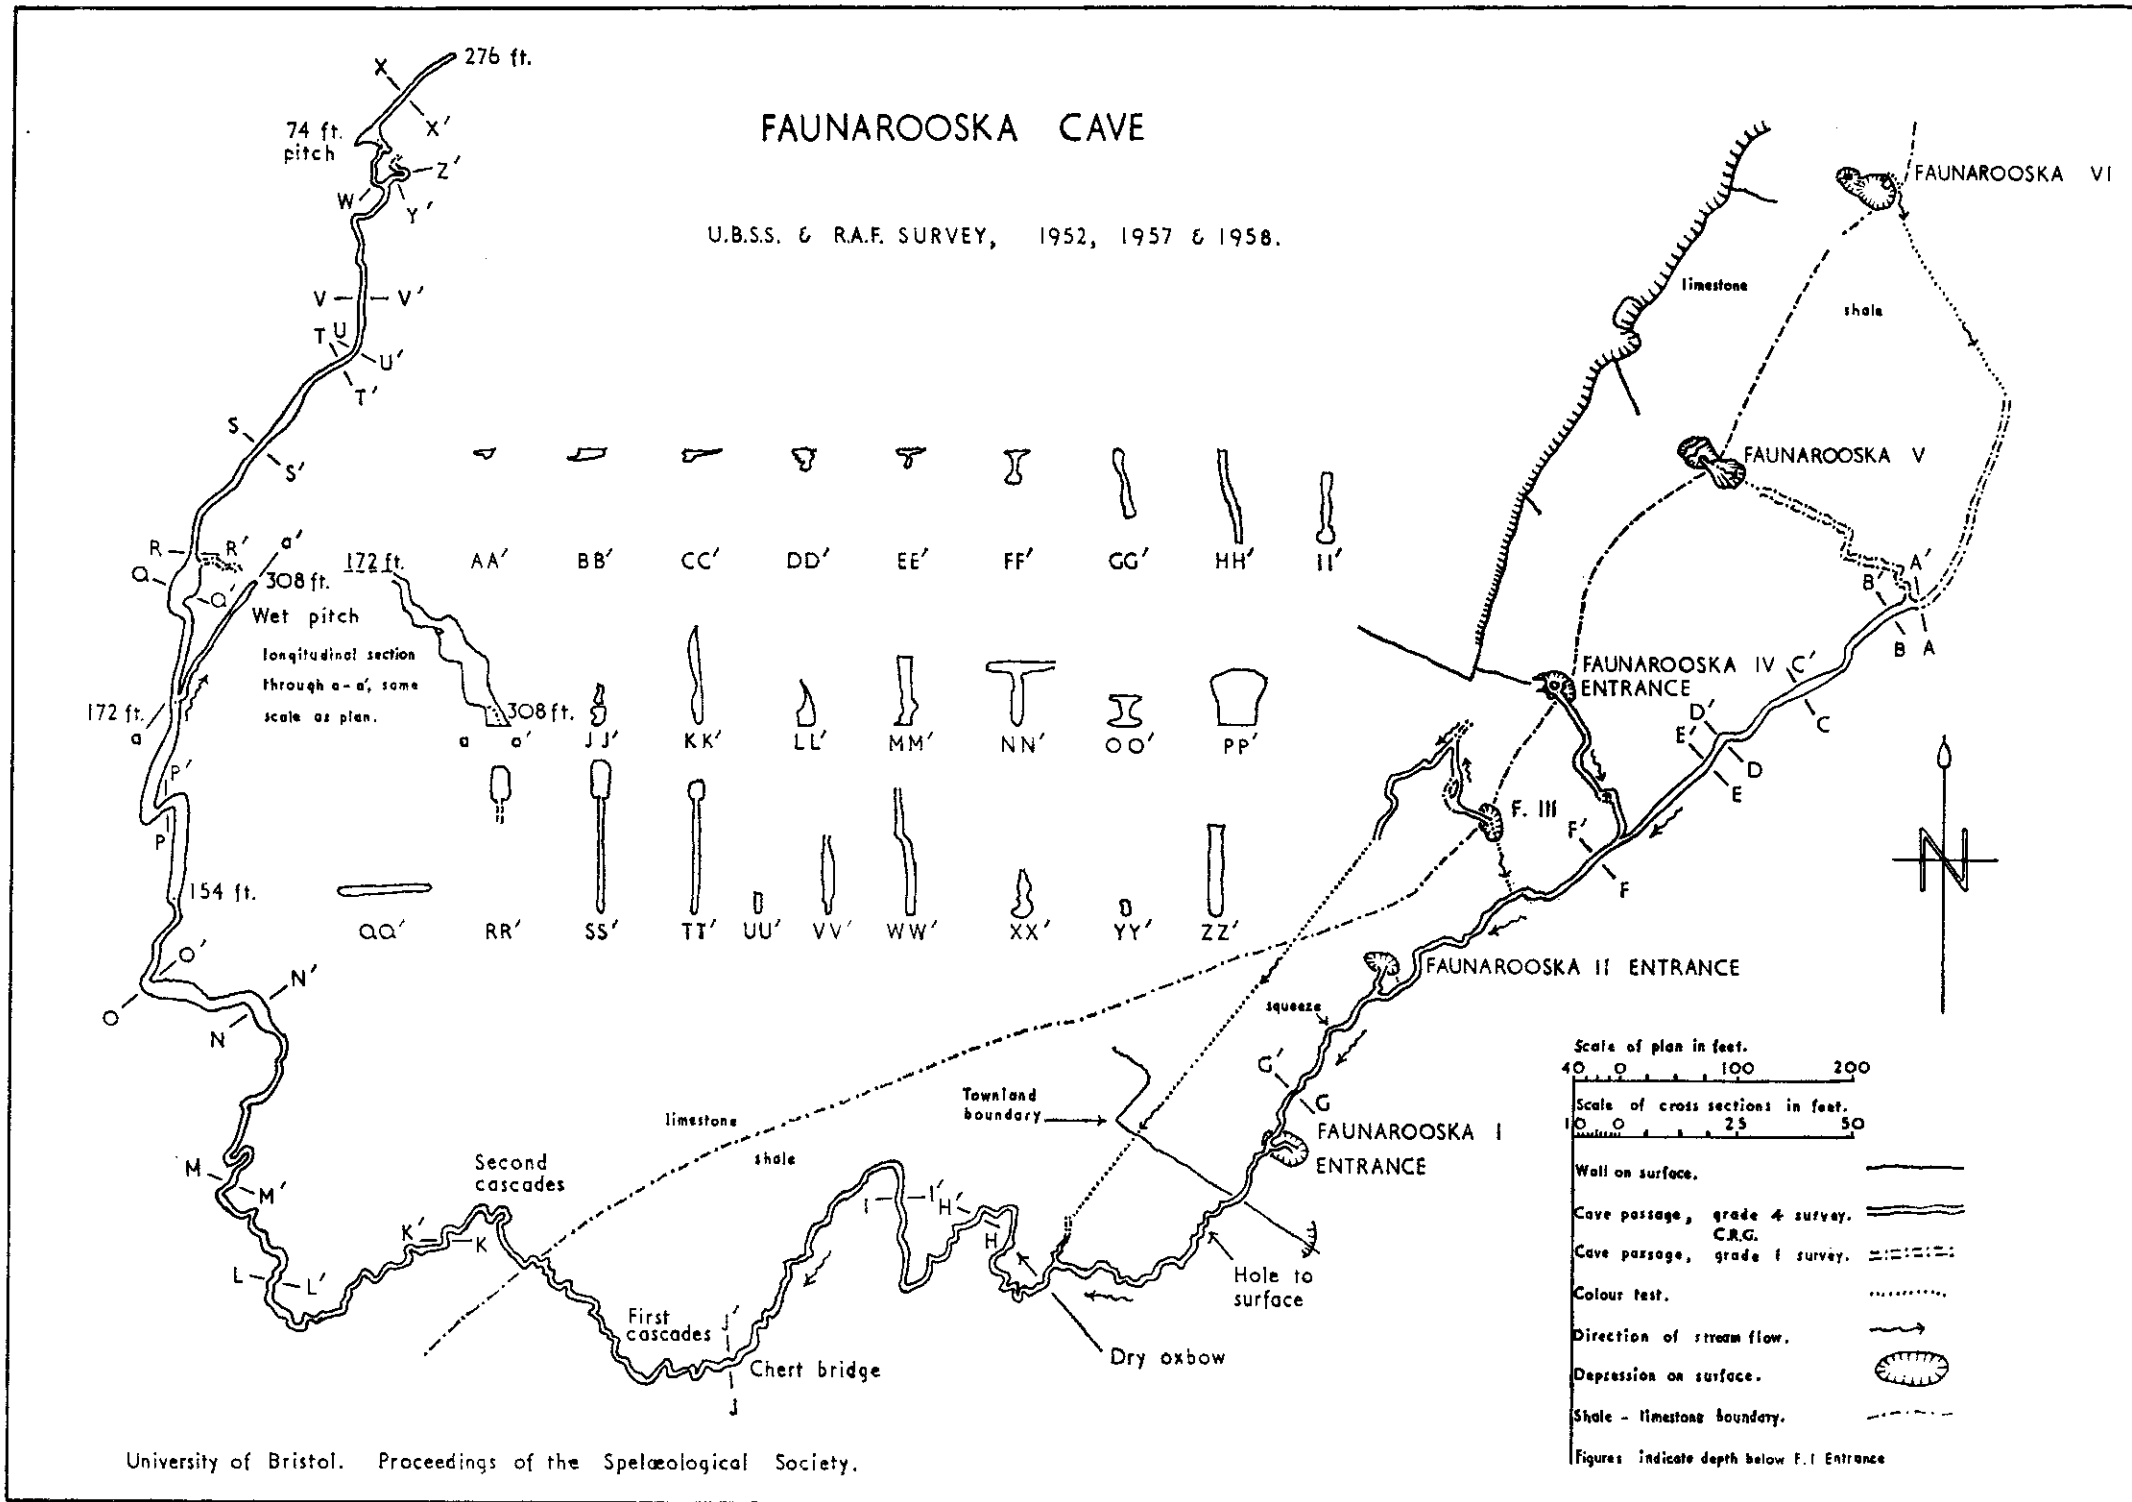 FAUNAROOSKA CAVE
U.B.S.S. & R.A.F. SURVEY, 1952, 1957 & 1958.
276 ft.
X
X′
74 ft.
pitch
Z′
W
Y′
V
V′
T
U
U′
T′
S
S′
R
R′
a′
Q
Q′
308 ft.
Wet pitch
longitudinal section
through a-a′, same
scale as plan.
172 ft.
172 ft.
a
308 ft.
a
a′
P′
P
154 ft.
O′
O
N′
N
M
M′
L
L′
K′
K
Second
cascades
First
cascades
J′
Chert bridge
J
I
I′
H′
H
AA′
BB′
CC′
DD′
EE′
FF′
GG′
HH′
II′
JJ′
KK′
LL′
MM′
NN′
OO′
PP′
QQ′
RR′
SS′
TT′
UU′
VV′
WW′
XX′
YY′
ZZ′
limestone
shale
FAUNAROOSKA VI
limestone
shale
FAUNAROOSKA V
A′
B′
B
A
C′
C
FAUNAROOSKA IV
ENTRANCE
D′
E′
D
E
F. III
F′
F
FAUNAROOSKA II ENTRANCE
squeeze
G′
G
FAUNAROOSKA I
ENTRANCE
Townland
boundary
Hole to
surface
Dry oxbow
N
Scale of plan in feet.
40 0 100 200
Scale of cross sections in feet.
10 0 25 50
Wall on surface.
Cave passage, grade 4 survey.
C.R.G.
Cave passage, grade 1 survey.
Colour test.
Direction of stream flow.
Depression on surface.
Shale - limestone boundary.
Figures indicate depth below F.I Entrance
University of Bristol. Proceedings of the Spelæological Society.